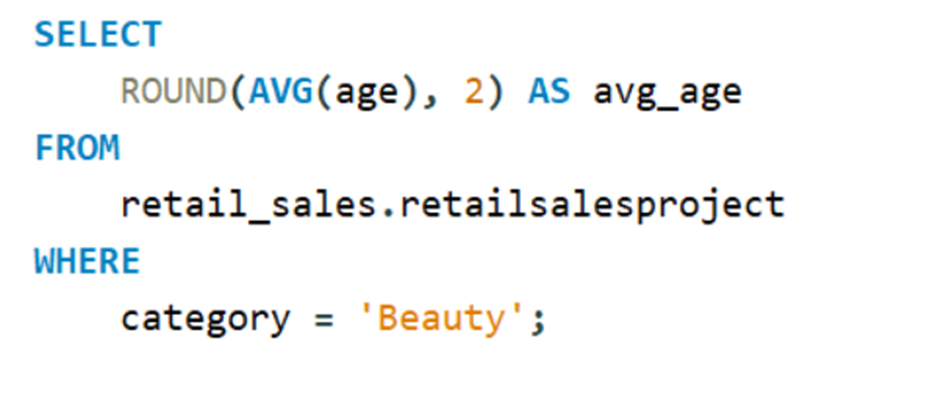 SELECT
    ROUND(AVG(age), 2) AS avg_age
FROM
    retail_sales.retailsalesproject
WHERE
    category = 'Beauty';